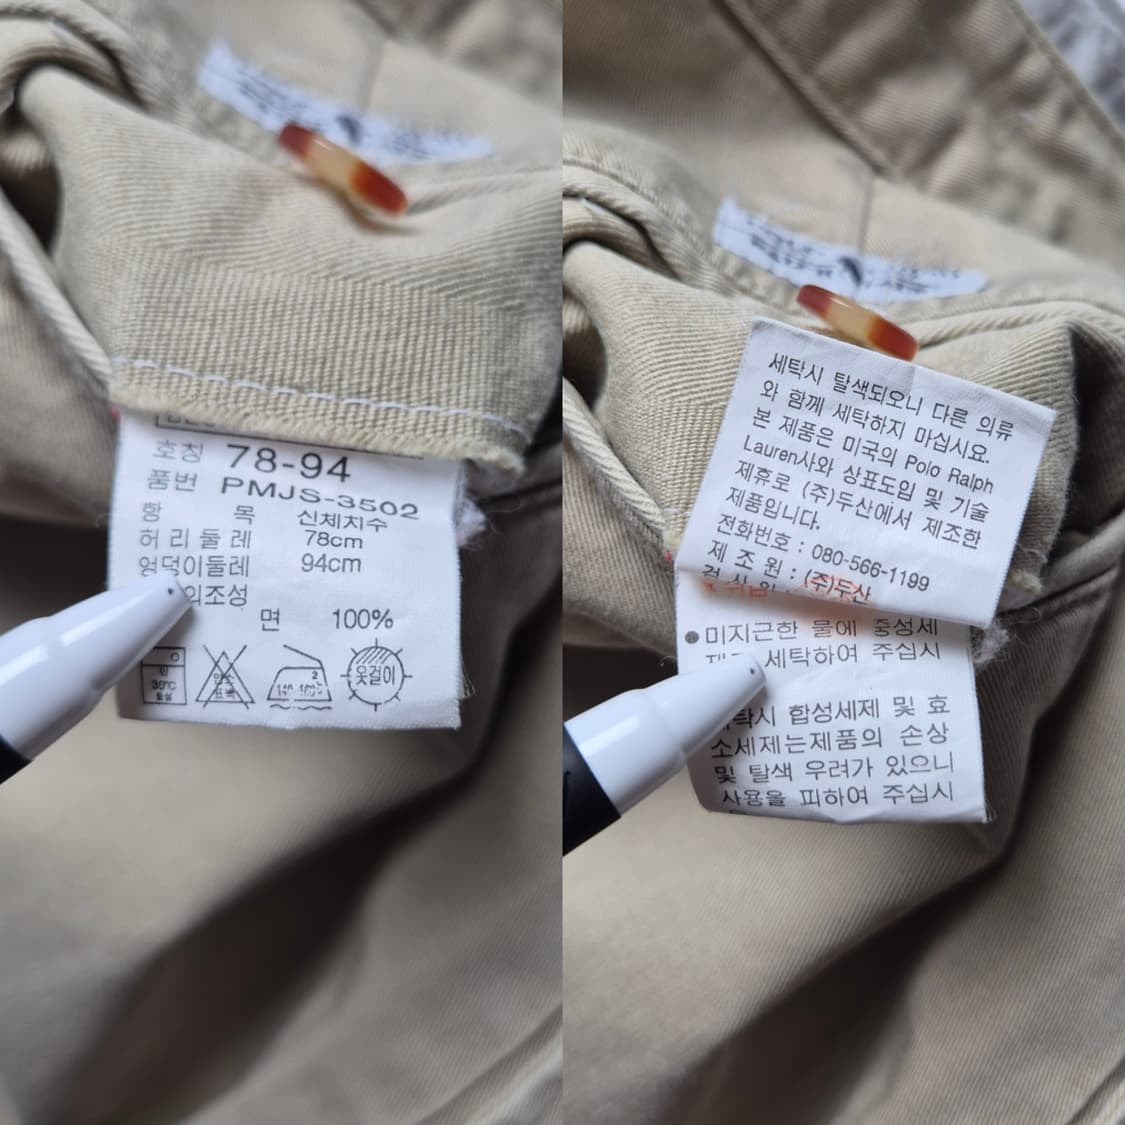 호칭 78-94
품번 PMJS-3502
항 목 신체치수
허리둘레 78cm
엉덩이둘레 94cm
의조성
면 100%
30℃
2
옷걸이
세탁시 탈색되오니 다른 의류
와 함께 세탁하지 마십시요.
본 제품은 미국의 Polo Ralph
Lauren사와 상표도입 및 기술
제휴로 (주)두산에서 제조한
제품입니다.
전화번호 : 080-566-1199
제 조 원 : (주)두산
미지근한 물에 중성세
세탁하여 주십시
탁시 합성세제 및 효
소세제는제품의 손상
및 탈색 우려가 있으니
사용을 피하여 주십시